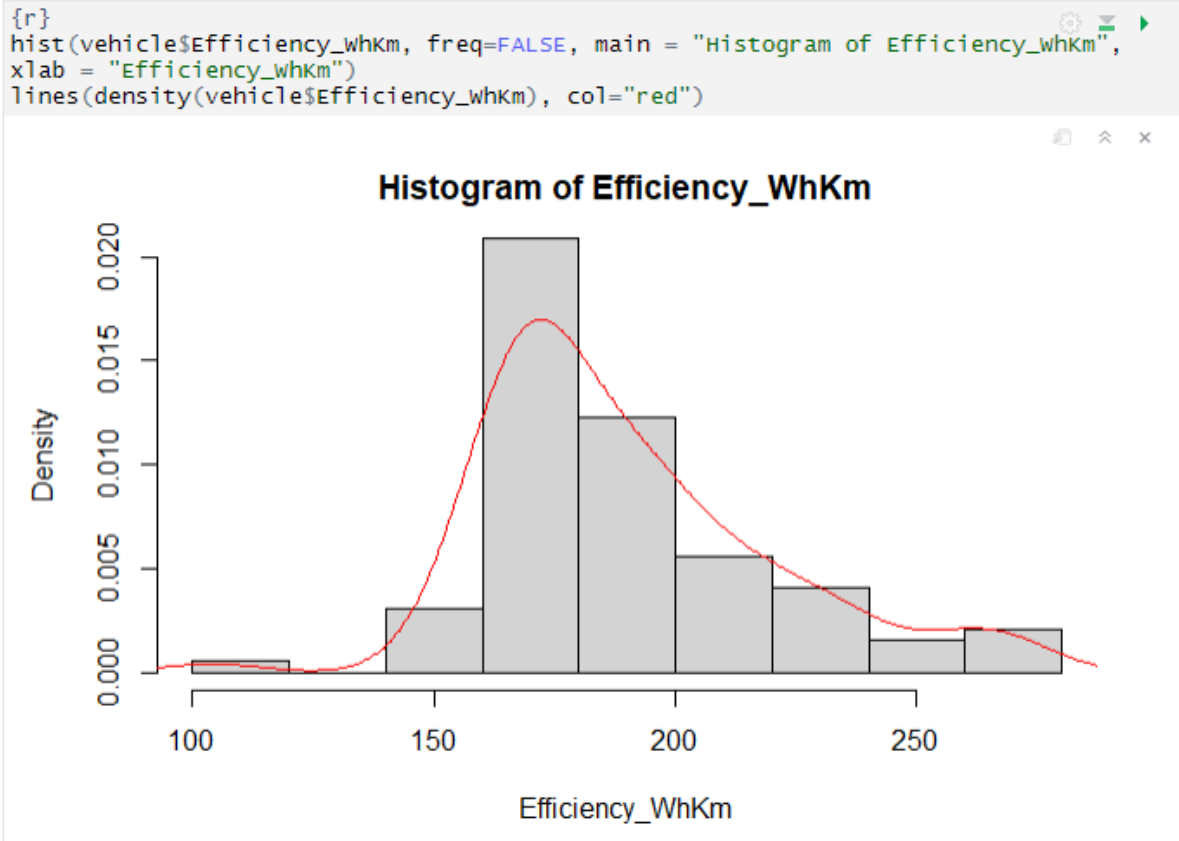 {r}
hist(vehicle$Efficiency_WhKm, freq=FALSE, main = "Histogram of Efficiency_WhKm",
xlab = "Efficiency_WhKm")
lines(density(vehicle$Efficiency_WhKm), col="red")
Histogram of Efficiency_WhKm
Density
0.020
0.015
0.010
0.005
0.000
100 150 200 250
Efficiency_WhKm